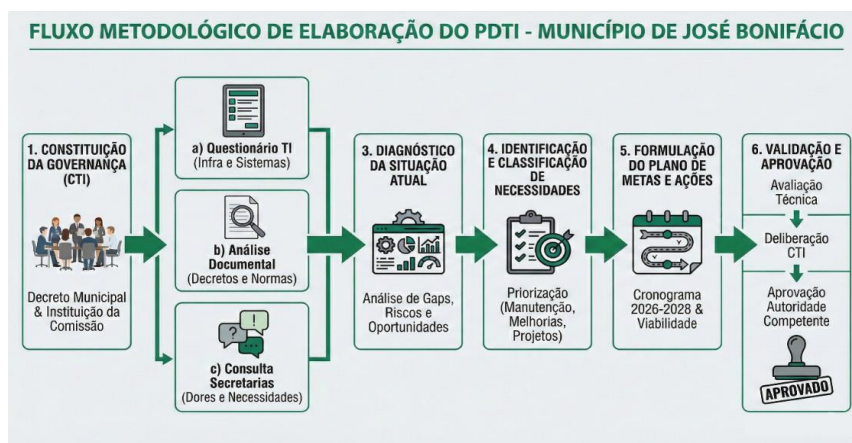 FLUXO METODOLÓGICO DE ELABORAÇÃO DO PDTI - MUNICÍPIO DE JOSÉ BONIFÁCIO
1. CONSTITUIÇÃO
DA GOVERNANÇA
(CTI)
Decreto Municipal
& Instituição da
Comissão
a) Questionário TI
(Infra e Sistemas)
b) Análise
Documental
(Decretos e Normas)
c) Consulta
Secretarias
(Dores e Necessidades)
3. DIAGNÓSTICO
DA SITUAÇÃO
ATUAL
Análise de Gaps,
Riscos e
Oportunidades
4. IDENTIFICAÇÃO
E CLASSIFICAÇÃO
DE
NECESSIDADES
Priorização
(Manutenção,
Melhorias,
Projetos)
5. FORMULAÇÃO
DO PLANO DE
METAS E AÇÕES
Cronograma
2026-2028 &
Viabilidade
6. VALIDAÇÃO E
APROVAÇÃO
Avaliação
Técnica
Deliberação
CTI
Aprovação
Autoridade
Competente
APROVADO